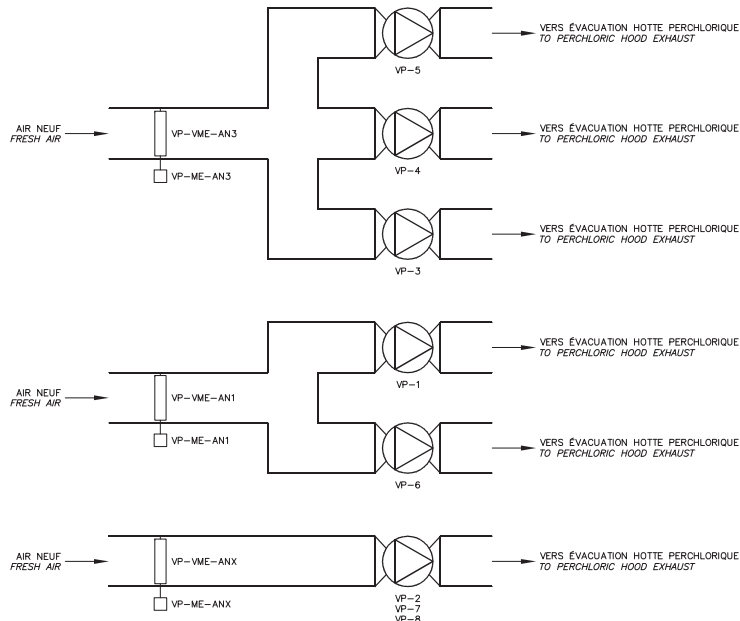 VERS ÉVACUATION HOTTE PERCHLORIQUE
TO PERCHLORIC HOOD EXHAUST
VP-5
AIR NEUF
FRESH AIR
VP-VME-AN3
VERS ÉVACUATION HOTTE PERCHLORIQUE
TO PERCHLORIC HOOD EXHAUST
VP-ME-AN3
VP-4
VERS ÉVACUATION HOTTE PERCHLORIQUE
TO PERCHLORIC HOOD EXHAUST
VP-3
VERS ÉVACUATION HOTTE PERCHLORIQUE
TO PERCHLORIC HOOD EXHAUST
VP-1
AIR NEUF
FRESH AIR
VP-VME-AN1
VP-ME-AN1
VERS ÉVACUATION HOTTE PERCHLORIQUE
TO PERCHLORIC HOOD EXHAUST
VP-6
AIR NEUF
FRESH AIR
VP-VME-ANX
VERS ÉVACUATION HOTTE PERCHLORIQUE
TO PERCHLORIC HOOD EXHAUST
VP-ME-ANX
VP-2
VP-7
VP-8